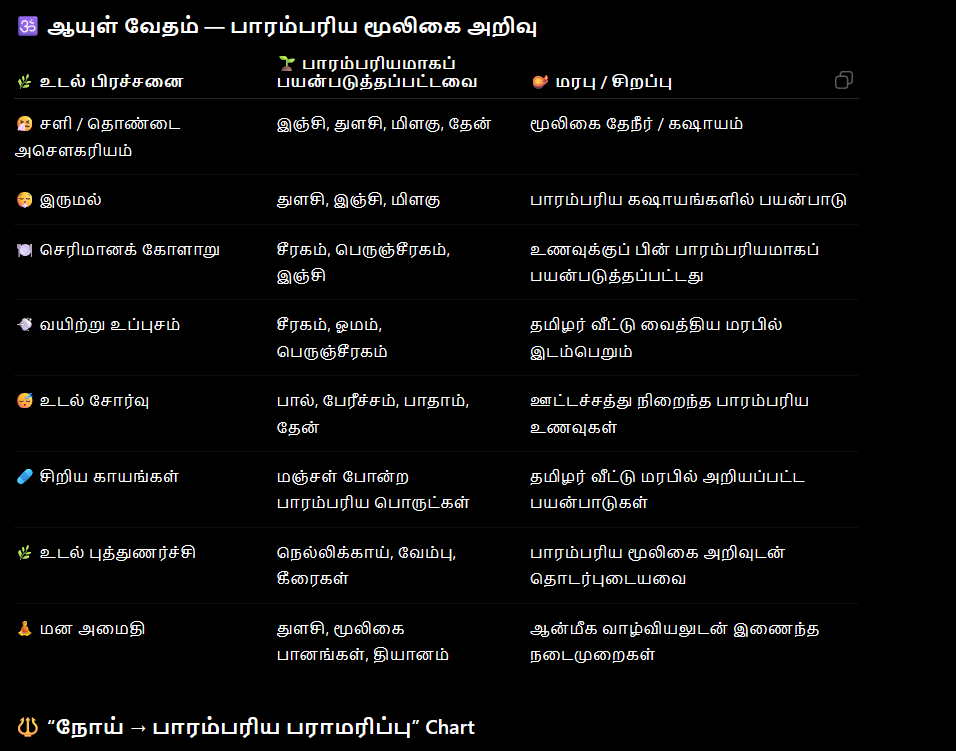 🕉️ ஆயுள் வேதம் — பாரம்பரிய மூலிகை அறிவு
🌿 உடல் பிரச்சனை
🌱 பாரம்பரியமாகப்
பயன்படுத்தப்பட்டவை
🪔 மரபு / சிறப்பு
🤧 சளி / தொண்டை
அசௌகரியம்
இஞ்சி, துளசி, மிளகு, தேன்
மூலிகை தேநீர் / கஷாயம்
😮‍💨 இருமல்
துளசி, இஞ்சி, மிளகு
பாரம்பரிய கஷாயங்களில் பயன்பாடு
🍽️ செரிமானக் கோளாறு
சீரகம், பெருஞ்சீரகம்,
இஞ்சி
உணவுக்குப் பின் பாரம்பரியமாகப்
பயன்படுத்தப்பட்டது
💨 வயிற்று உப்புசம்
சீரகம், ஓமம்,
பெருஞ்சீரகம்
தமிழர் வீட்டு வைத்திய மரபில்
இடம்பெறும்
😴 உடல் சோர்வு
பால், பேரீச்சம், பாதாம்,
தேன்
ஊட்டச்சத்து நிறைந்த பாரம்பரிய
உணவுகள்
🩹 சிறிய காயங்கள்
மஞ்சள் போன்ற
பாரம்பரிய பொருட்கள்
தமிழர் வீட்டு மரபில் அறியப்பட்ட
பயன்பாடுகள்
🌿 உடல் புத்துணர்ச்சி
நெல்லிக்காய், வேம்பு,
கீரைகள்
பாரம்பரிய மூலிகை அறிவுடன்
தொடர்புடையவை
🧘 மன அமைதி
துளசி, மூலிகை
பானங்கள், தியானம்
ஆன்மீக வாழ்வியலுடன் இணைந்த
நடைமுறைகள்
🔱 “நோய் → பாரம்பரிய பராமரிப்பு” Chart